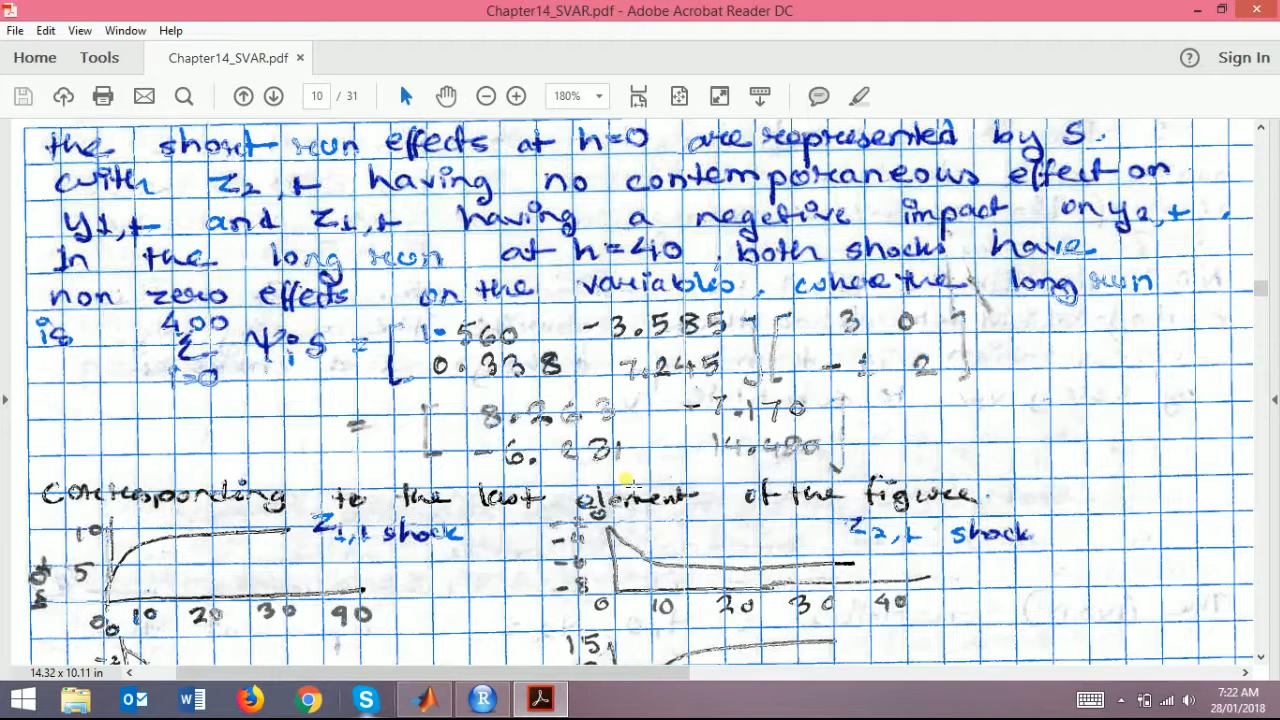 Chapter14_SVAR.pdf - Adobe Acrobat Reader DC
File Edit View Window Help
Home Tools Chapter14_SVAR.pdf × Sign In
10 / 31 180%
the short run effects at h=0 are represented by S.
with Z2,t having no contemporaneous effect on
y1,t and Z1,t having a negetive impact on y2,t.
In the long run at h=40, both shocks have
non zero effects on the variables, where the long run
is 400 Σ i=0 Ψi S = [ 1.560 -3.585 ] [ 3 0 ]
0.338 7.245 -1 2
= [ 8.263 -7.170 ]
-6.231 14.490
Corresponding to the last element of the figure.
10 Z1,t shock Z2,t shock
5
0 10 20 30 40
0 10 20 30 40
15
14.32 x 10.11 in
7:22 AM
28/01/2018